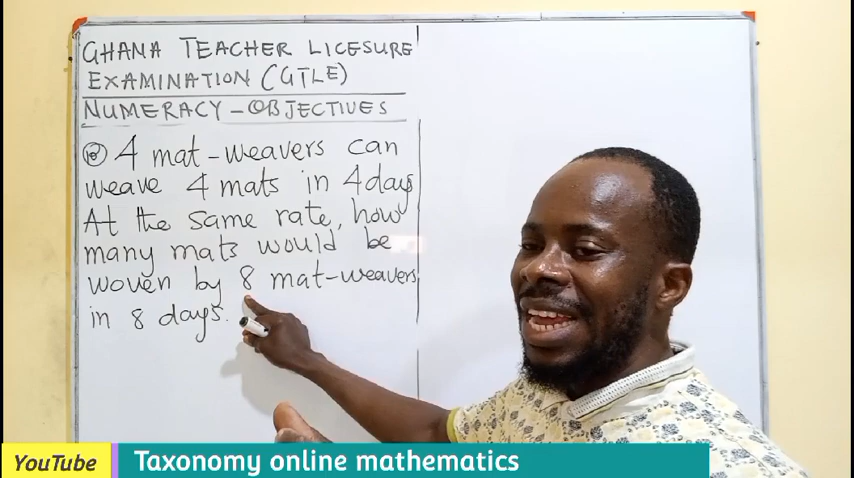 GHANA TEACHER LICESURE
EXAMINATION (GTLE)
NUMERACY - OBJECTIVES
4 mat-weavers can
weave 4 mats in 4 days
At the same rate, how
many mats would be
woven by 8 mat-weavers
in 8 days.
YouTube
Taxonomy online mathematics